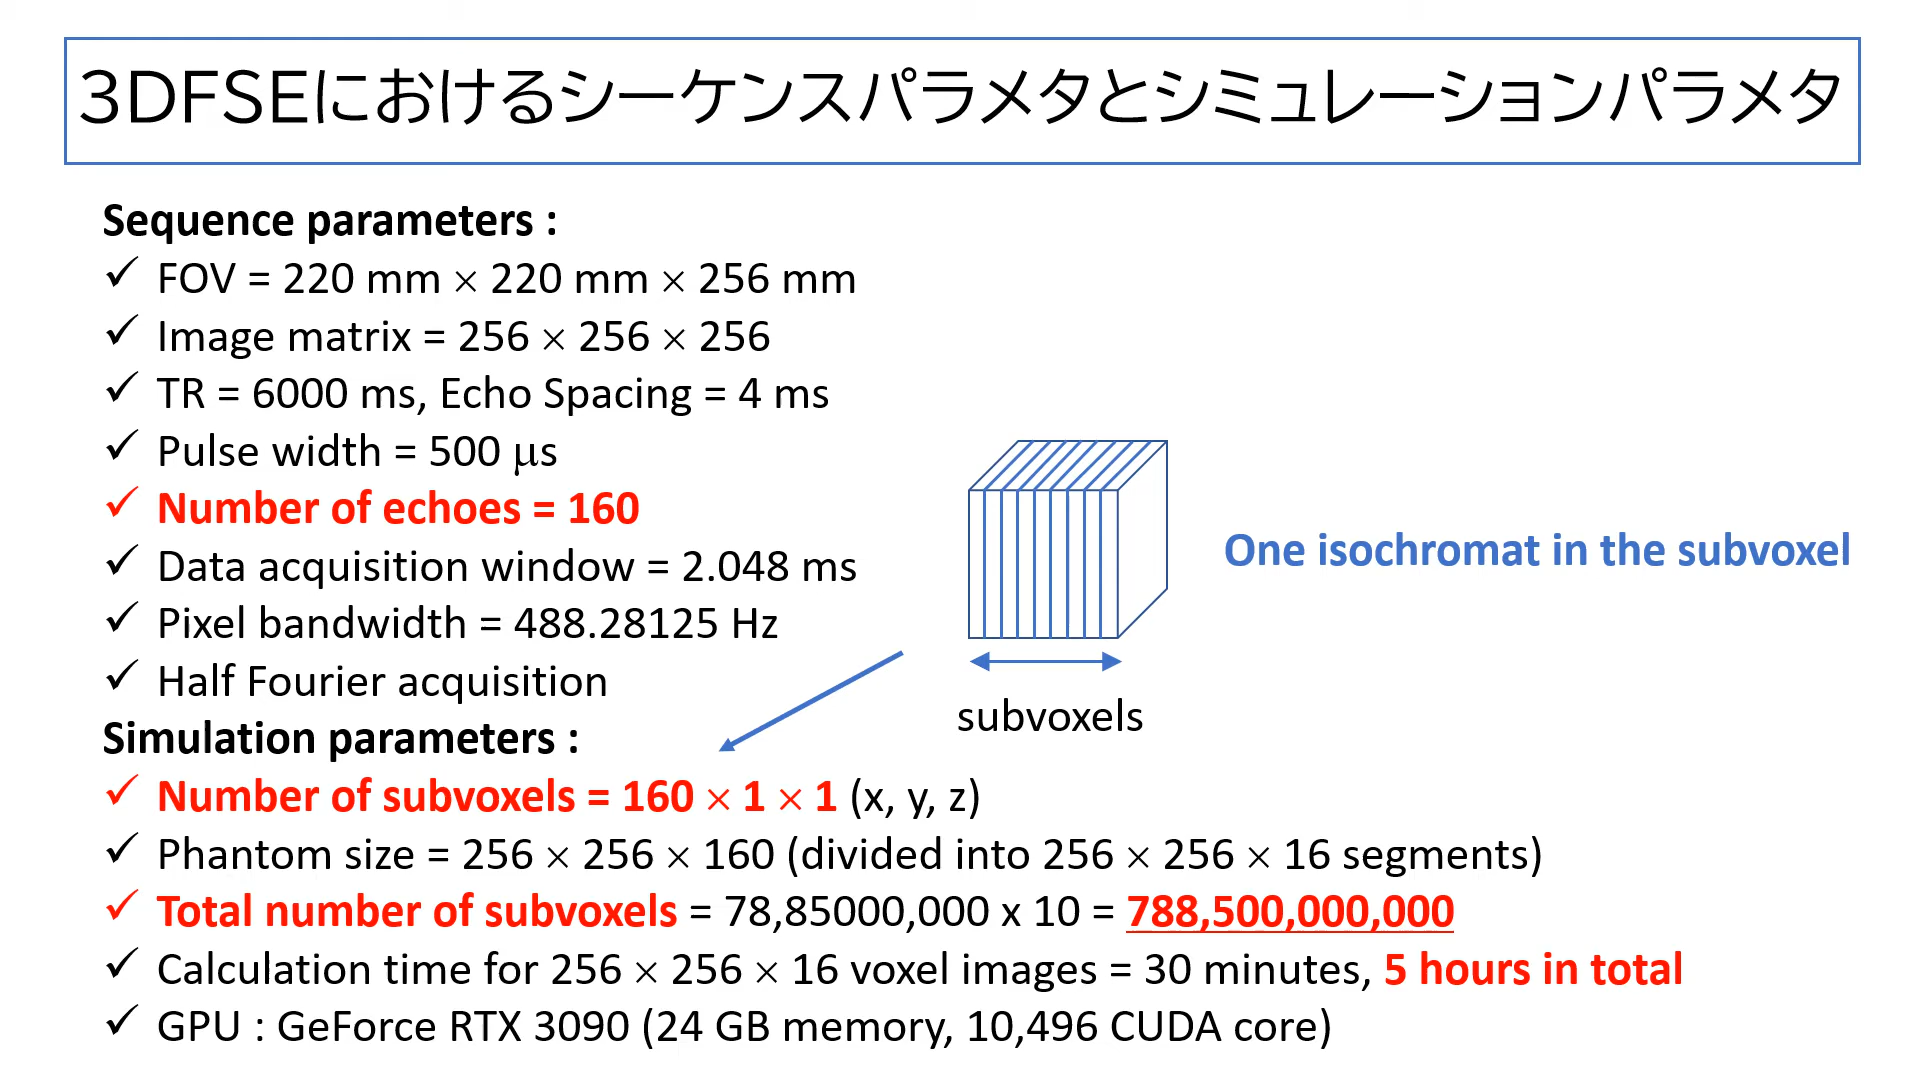 3DFSEにおけるシーケンスパラメタとシミュレーションパラメタ
Sequence parameters :
✓ FOV = 220 mm × 220 mm × 256 mm
✓ Image matrix = 256 × 256 × 256
✓ TR = 6000 ms, Echo Spacing = 4 ms
✓ Pulse width = 500 μs
✓ Number of echoes = 160
✓ Data acquisition window = 2.048 ms
✓ Pixel bandwidth = 488.28125 Hz
✓ Half Fourier acquisition
One isochromat in the subvoxel
subvoxels
Simulation parameters :
✓ Number of subvoxels = 160 × 1 × 1 (x, y, z)
✓ Phantom size = 256 × 256 × 160 (divided into 256 × 256 × 16 segments)
✓ Total number of subvoxels = 78,85000,000 x 10 = 788,500,000,000
✓ Calculation time for 256 × 256 × 16 voxel images = 30 minutes, 5 hours in total
✓ GPU : GeForce RTX 3090 (24 GB memory, 10,496 CUDA core)